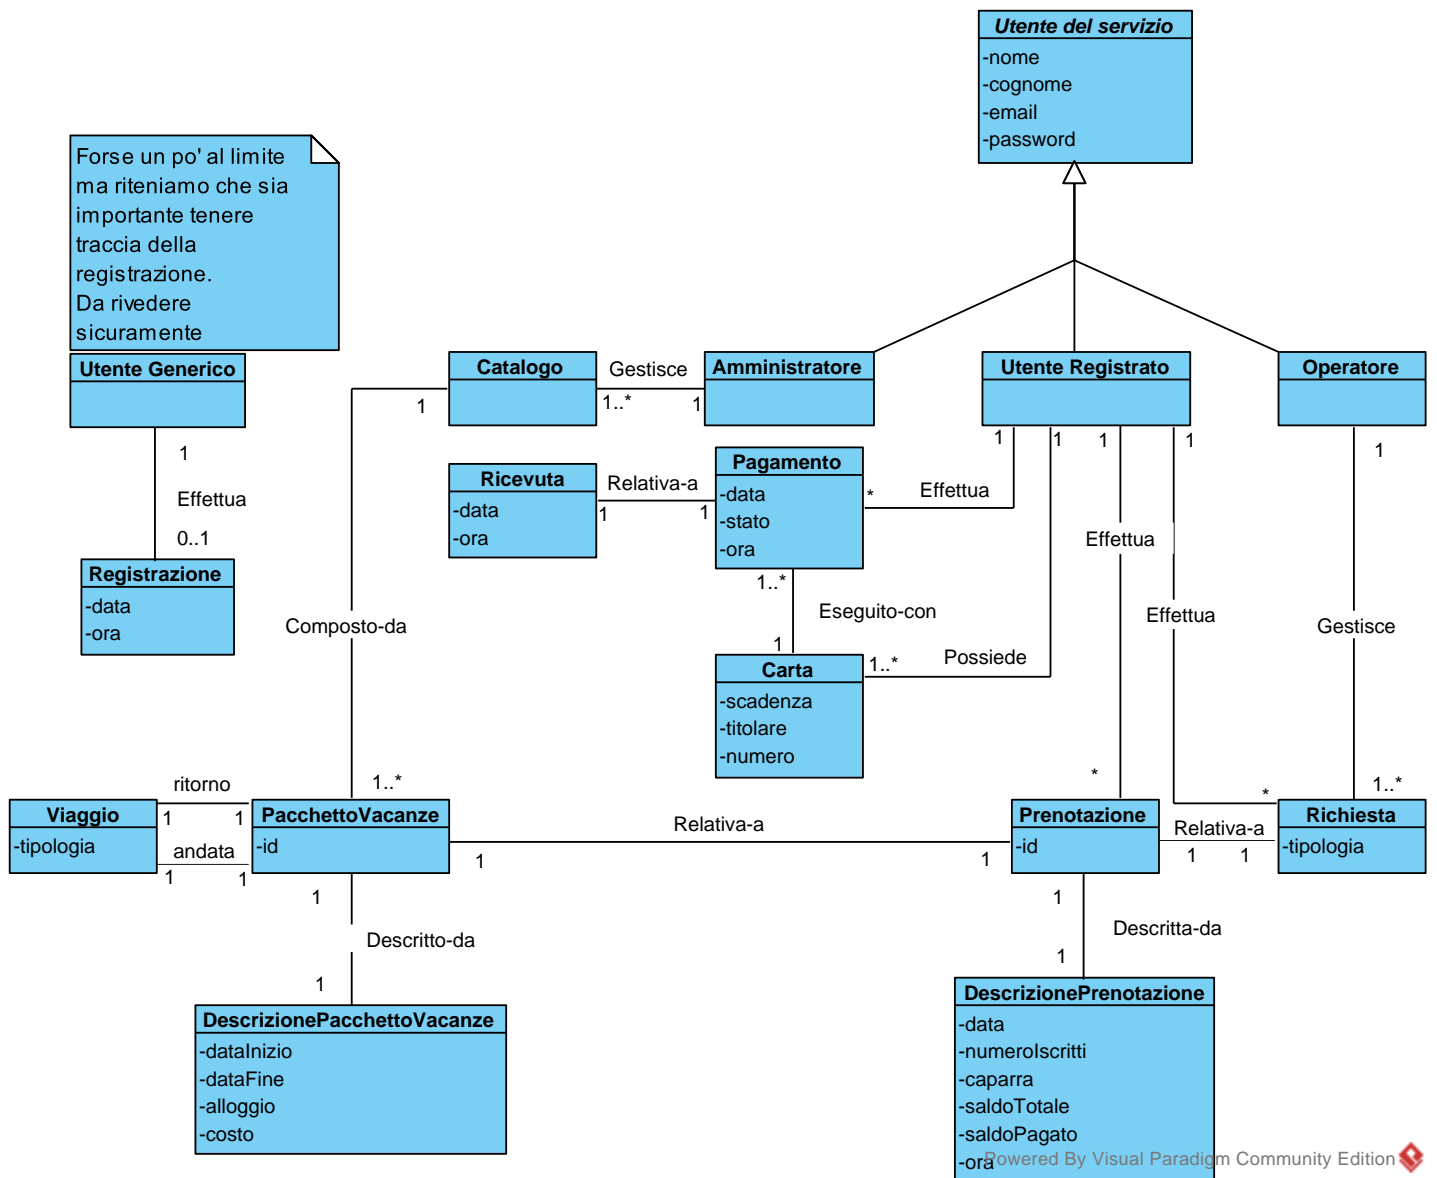 Utente del servizio
-nome
-cognome
-email
-password
Forse un po' al limite
ma riteniamo che sia
importante tenere
traccia della
registrazione.
Da rivedere
sicuramente
Utente Generico
Catalogo
Gestisce
1..*
1
Amministratore
Utente Registrato
Operatore
1
1
Effettua
0..1
Registrazione
-data
-ora
Ricevuta
-data
-ora
Relativa-a
1
1
Pagamento
-data
-stato
-ora
*
Effettua
1
1
1
1
1
Effettua
Effettua
Gestisce
1..*
Eseguito-con
1
Composto-da
Carta
-scadenza
-titolare
-numero
1..*
Possiede
1..*
*
*
1..*
Viaggio
-tipologia
ritorno
1
1
andata
1
1
PacchettoVacanze
-id
Relativa-a
1
1
Prenotazione
-id
Relativa-a
1
1
Richiesta
-tipologia
1
Descritto-da
1
1
Descritta-da
1
DescrizionePacchettoVacanze
-dataInizio
-dataFine
-alloggio
-costo
DescrizionePrenotazione
-data
-numeroIscritti
-caparra
-saldoTotale
-saldoPagato
-ora
Powered By Visual Paradigm Community Edition